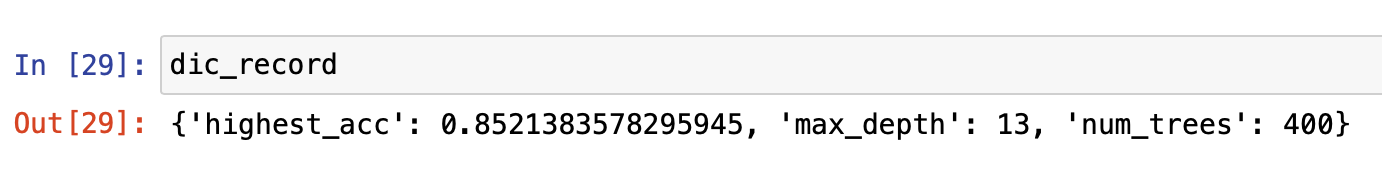 In [29]: dic_record
Out[29]: {'highest_acc': 0.8521383578295945, 'max_depth': 13, 'num_trees': 400}